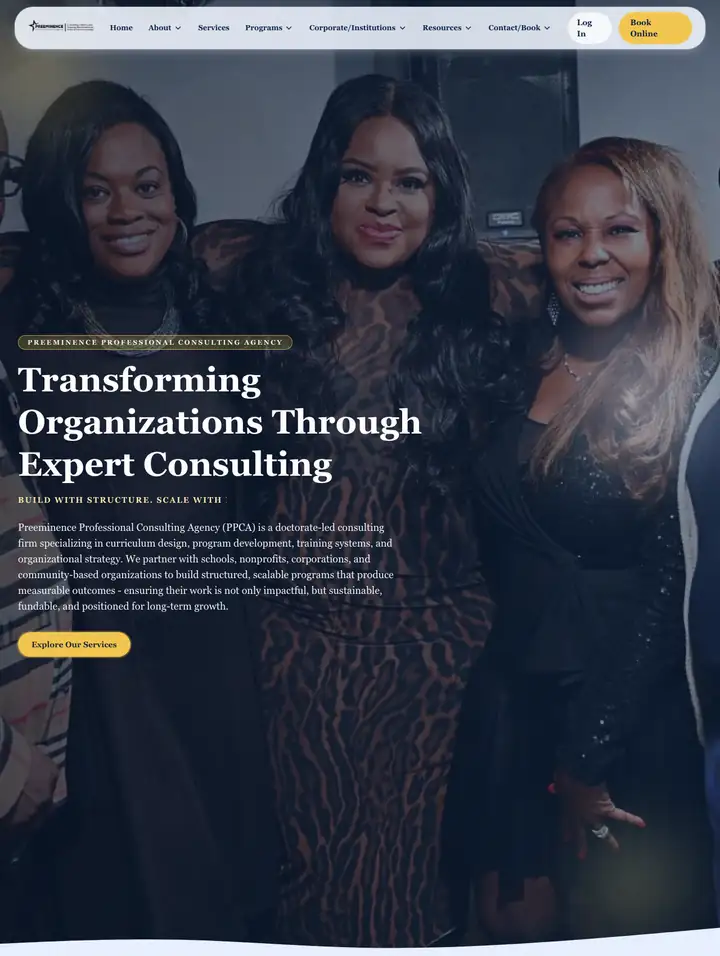 PREEMINENCE
Home
About
Services
Programs
Corporate/Institutions
Resources
Contact/Book
Log
In
Book
Online
PREEMINENCE PROFESSIONAL CONSULTING AGENCY
Transforming
Organizations Through
Expert Consulting
BUILD WITH STRUCTURE. SCALE WITH
Preeminence Professional Consulting Agency (PPCA) is a doctorate-led consulting
firm specializing in curriculum design, program development, training systems, and
organizational strategy. We partner with schools, nonprofits, corporations, and
community-based organizations to build structured, scalable programs that produce
measurable outcomes - ensuring their work is not only impactful, but sustainable,
fundable, and positioned for long-term growth.
Explore Our Services